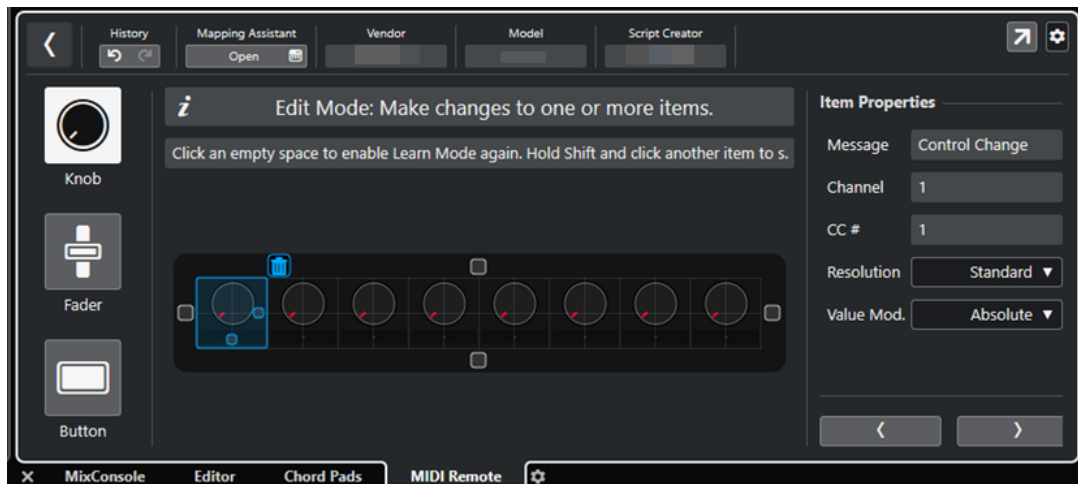 History
Mapping Assistant
Vendor
Model
Script Creator
Open
i
Edit Mode: Make changes to one or more items.
Click an empty space to enable Learn Mode again. Hold Shift and click another item to s.
Knob
Fader
Button
Item Properties
Message Control Change
Channel 1
CC # 1
Resolution Standard
Value Mod. Absolute
MixConsole Editor Chord Pads MIDI Remote